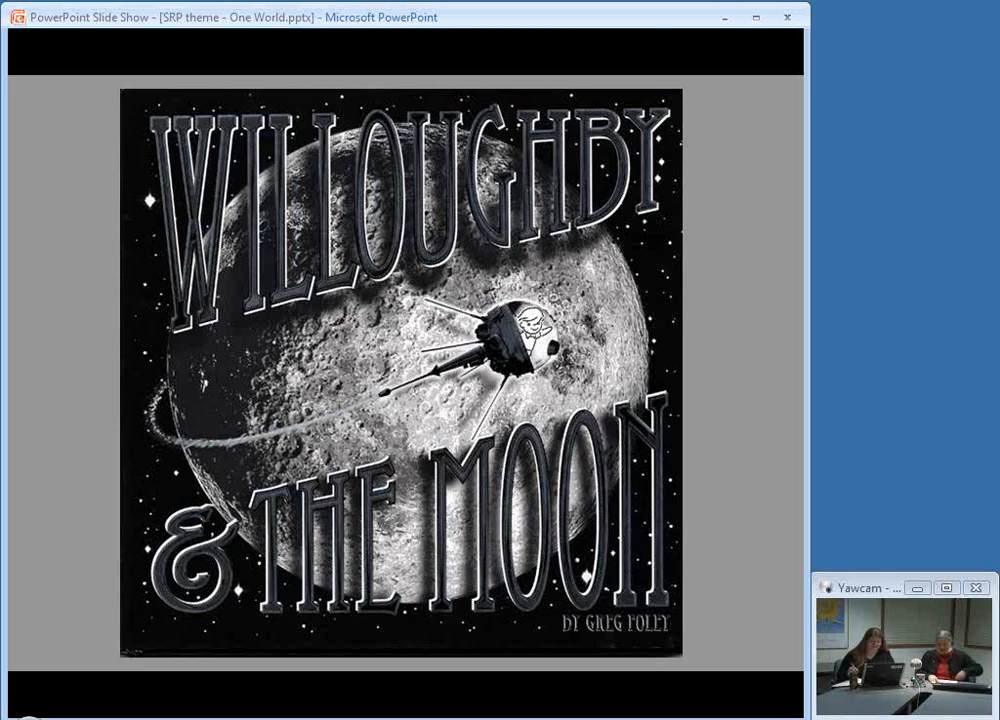 PowerPoint Slide Show - [SRP theme - One World.pptx] - Microsoft PowerPoint
WILLOUGHBY
& THE MOON
BY GREG FOLEY
Yawcam - ...